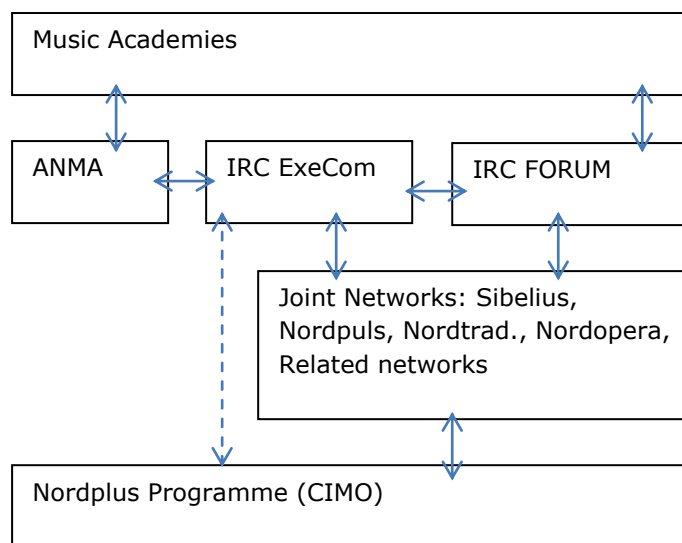 Music Academies
ANMA
IRC ExeCom
IRC FORUM
Joint Networks: Sibelius,
Nordpuls, Nordtrad., Nordopera,
Related networks
Nordplus Programme (CIMO)